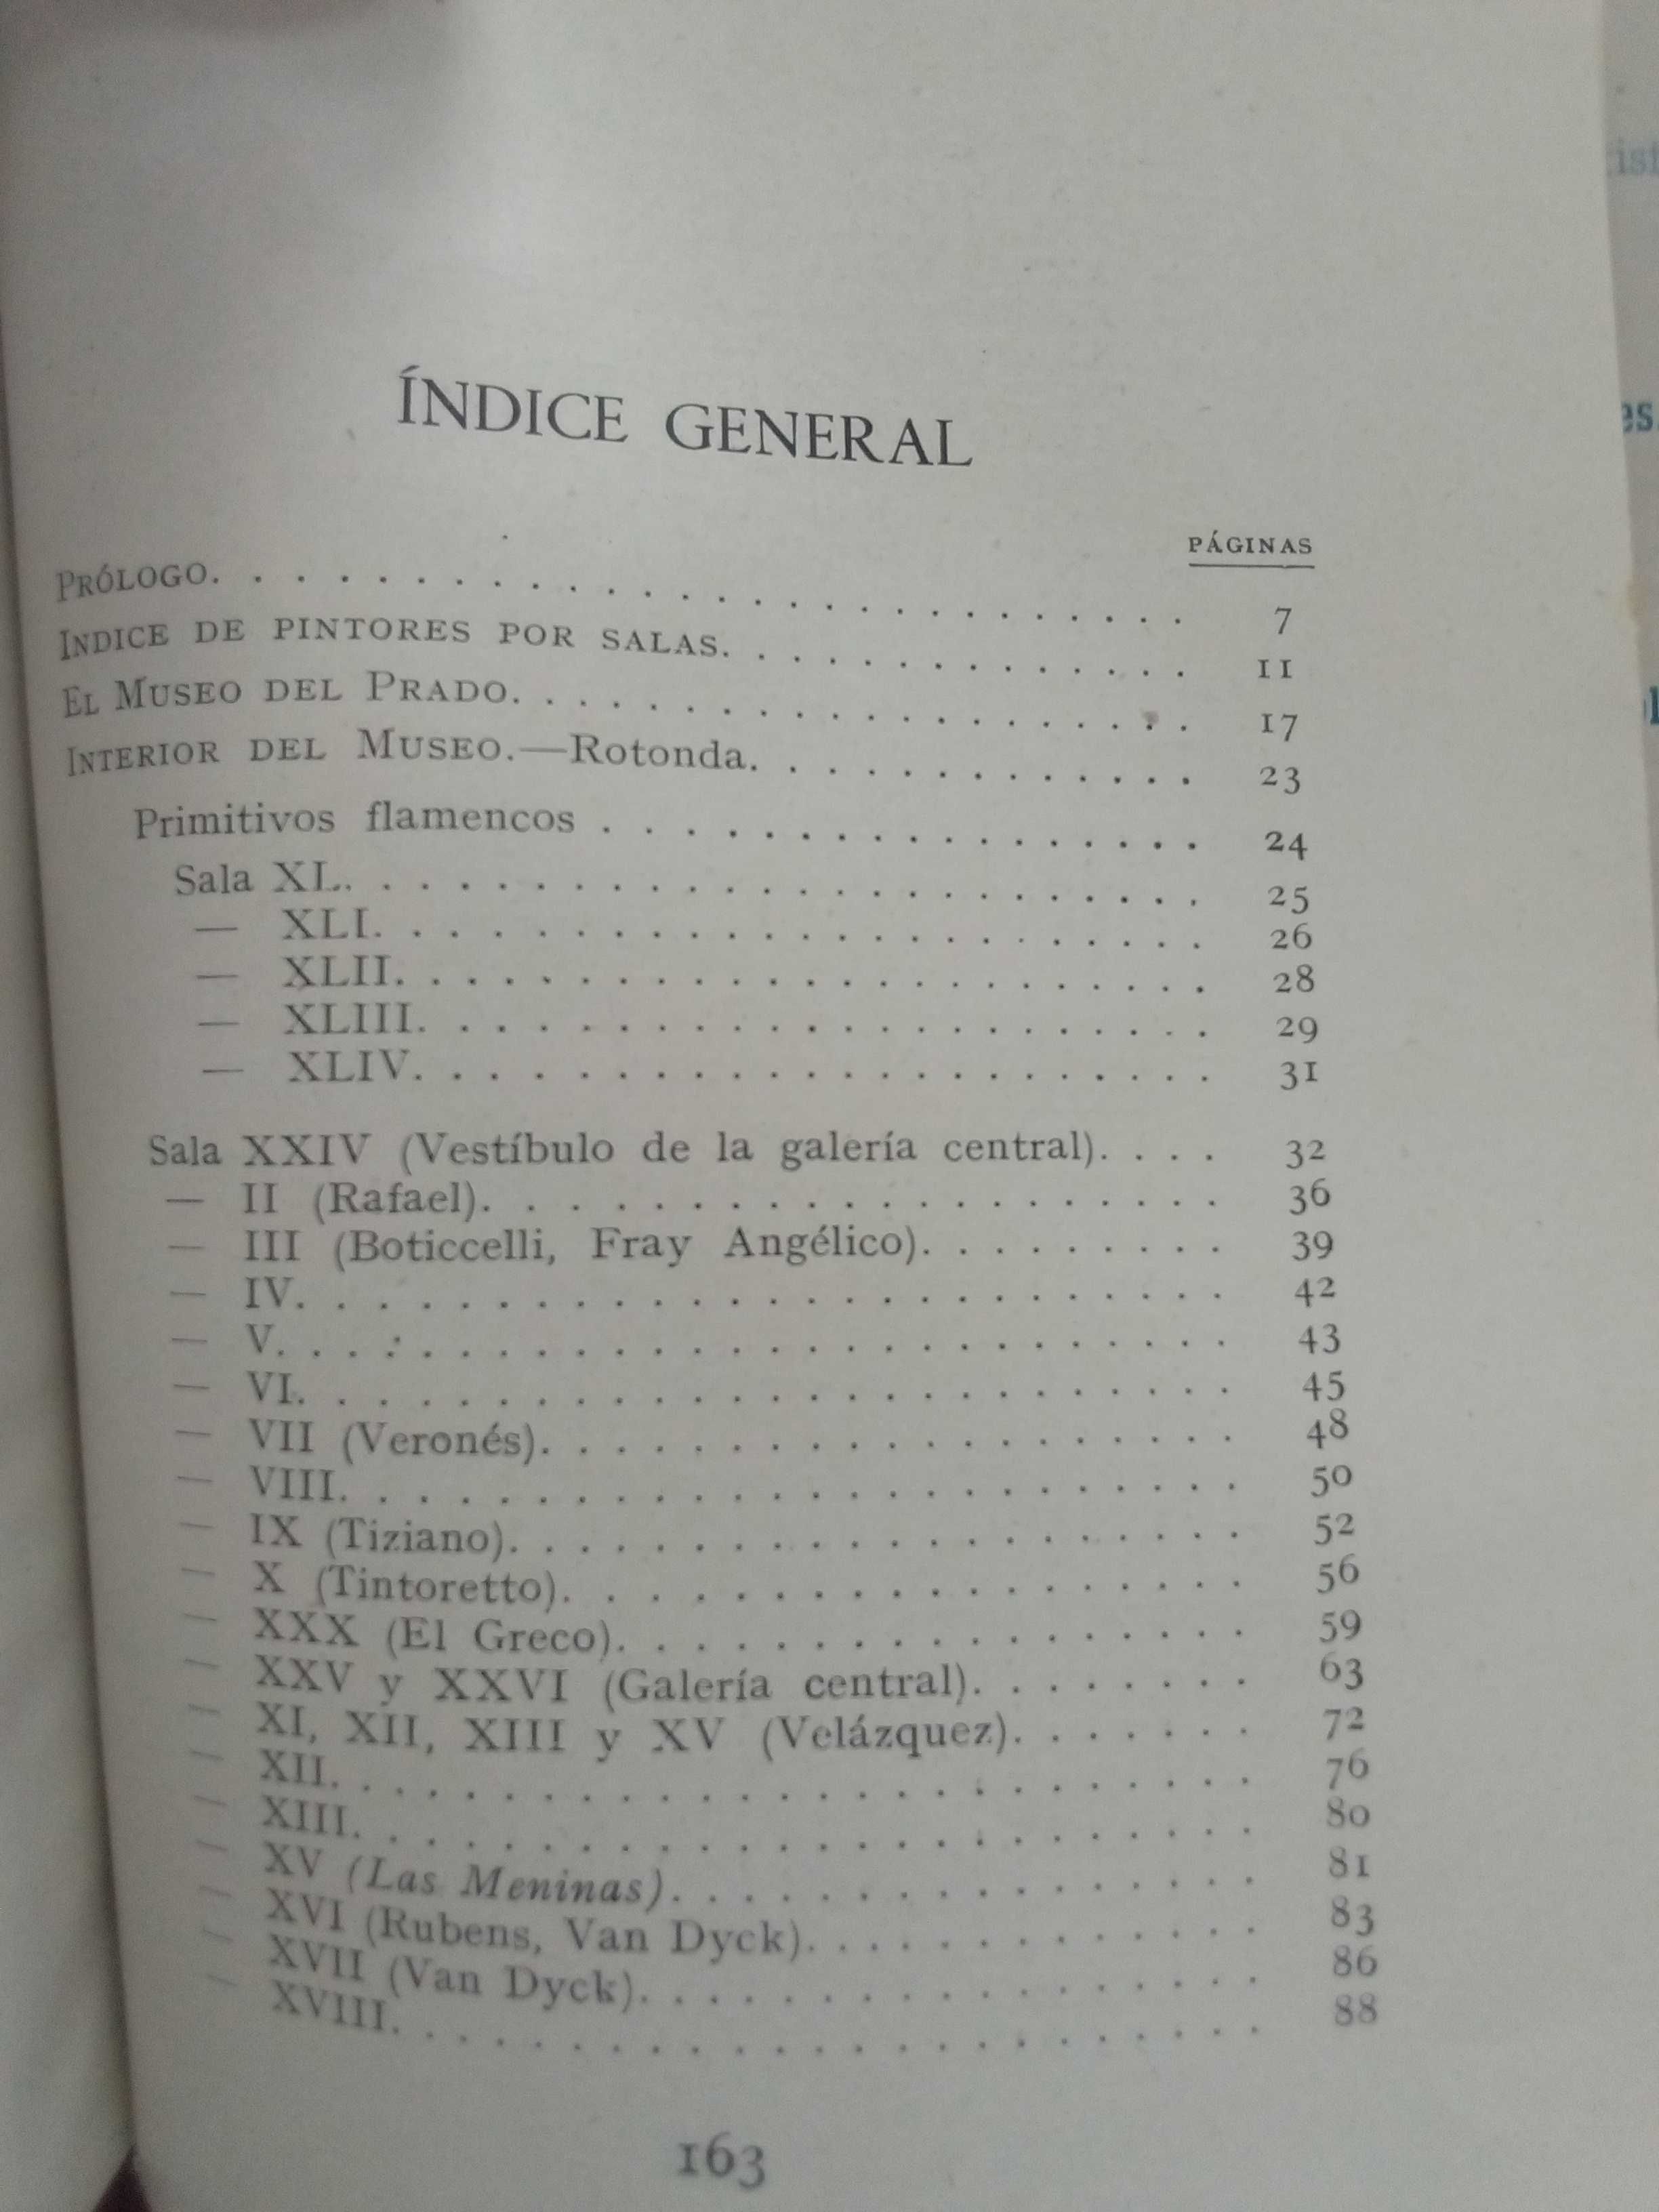 ÍNDICE GENERAL
PÁGINAS
PRÓLOGO. . . . . . . . . . . . . . . . . . . . . . 7
INDICE DE PINTORES POR SALAS. . . . . . . . . . . . . 11
EL MUSEO DEL PRADO. . . . . . . . . . . . . . . . . . 17
INTERIOR DEL MUSEO.—Rotonda. . . . . . . . . . . . 23
Primitivos flamencos . . . . . . . . . . . . . . . 24
Sala XL. . . . . . . . . . . . . . . . . . . . . . 25
— XLI. . . . . . . . . . . . . . . . . . . . . . 26
— XLII. . . . . . . . . . . . . . . . . . . . . 28
— XLIII. . . . . . . . . . . . . . . . . . . . . 29
— XLIV. . . . . . . . . . . . . . . . . . . . . 31
Sala XXIV (Vestíbulo de la galería central). . . . 32
— II (Rafael). . . . . . . . . . . . . . . . . . 36
— III (Boticcelli, Fray Angélico). . . . . . . . . 39
— IV. . . . . . . . . . . . . . . . . . . . . . . 42
— V. . . . . . . . . . . . . . . . . . . . . . . . 43
— VI. . . . . . . . . . . . . . . . . . . . . . . 45
— VII (Veronés). . . . . . . . . . . . . . . . . . 48
— VIII. . . . . . . . . . . . . . . . . . . . . . 50
— IX (Tiziano). . . . . . . . . . . . . . . . . . 52
— X (Tintoretto). . . . . . . . . . . . . . . . . 56
— XXX (El Greco). . . . . . . . . . . . . . . . 59
— XXV y XXVI (Galería central). . . . . . . . 63
— XI, XII, XIII y XV (Velázquez). . . . . . . 72
— XII. . . . . . . . . . . . . . . . . . . . . . . 76
— XIII. . . . . . . . . . . . . . . . . . . . . . 80
— XV (Las Meninas). . . . . . . . . . . . . . . 81
— XVI (Rubens, Van Dyck). . . . . . . . . . . . 83
— XVII (Van Dyck). . . . . . . . . . . . . . . . 86
— XVIII. . . . . . . . . . . . . . . . . . . . . . 88
163